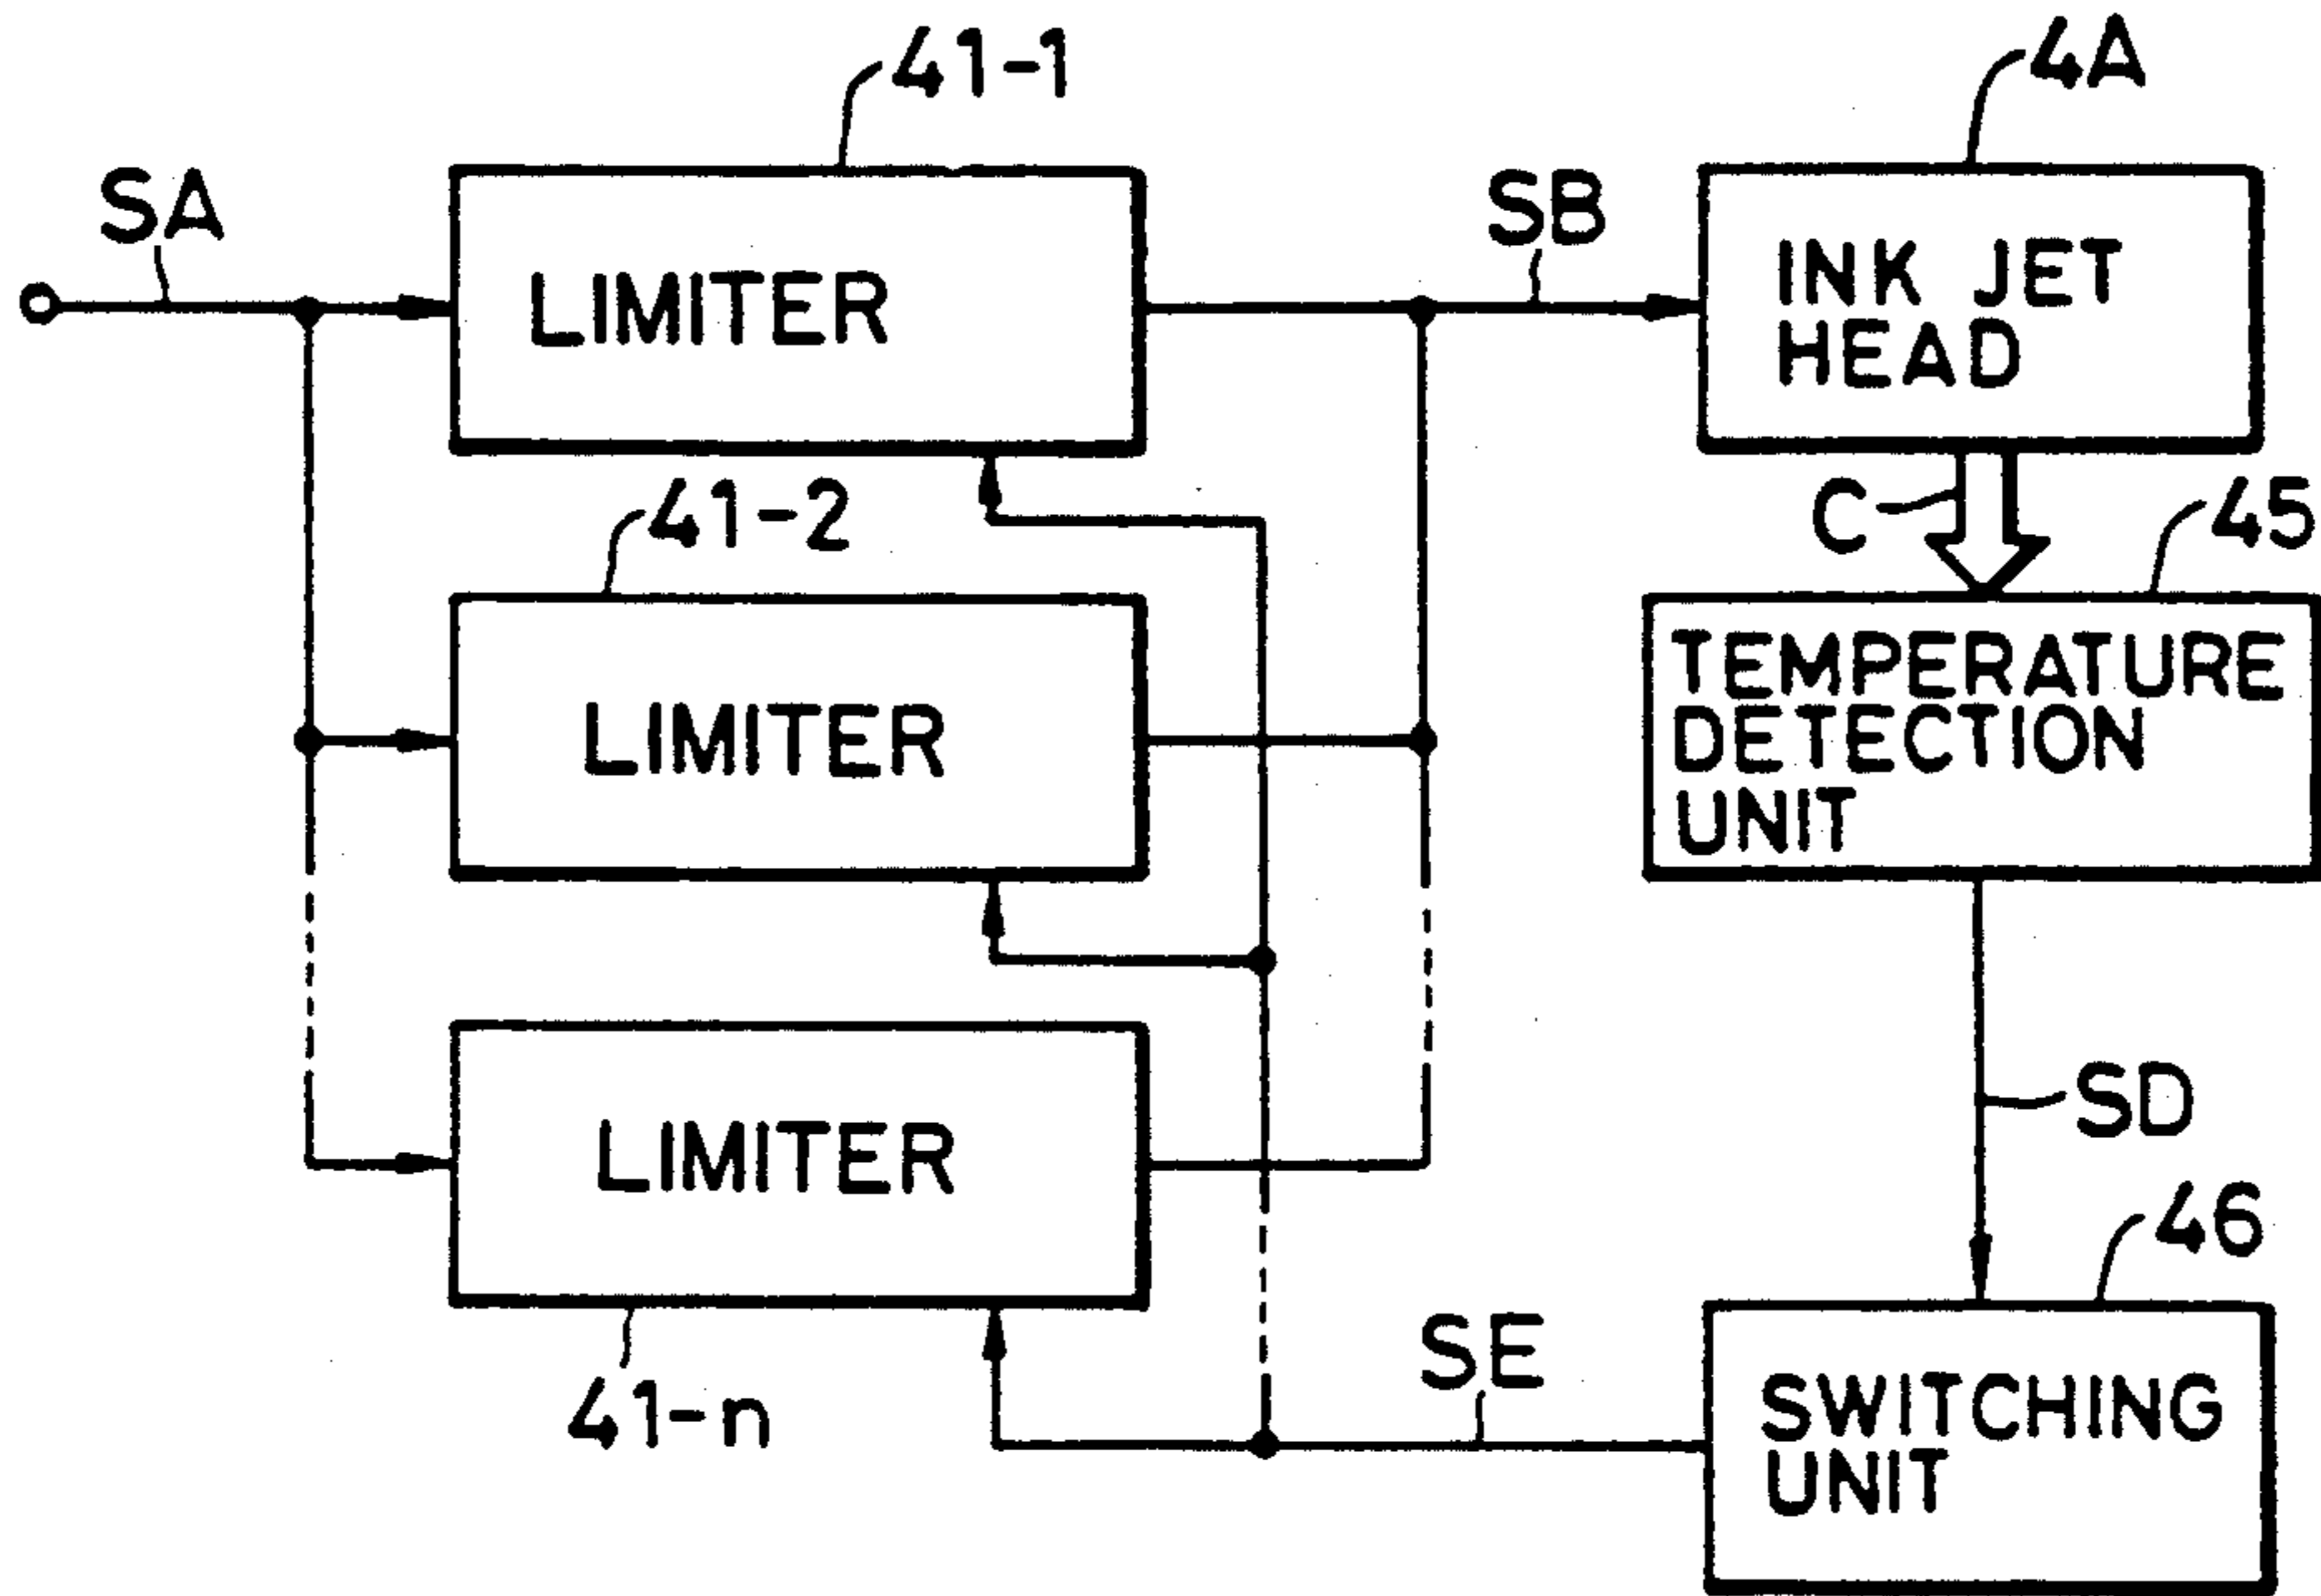 41-1
4A
SA
SB
LIMITER
INK JET
HEAD
41-2
C
45
LIMITER
TEMPERATURE
DETECTION
UNIT
LIMITER
SD
46
41-n
SE
SWITCHING
UNIT